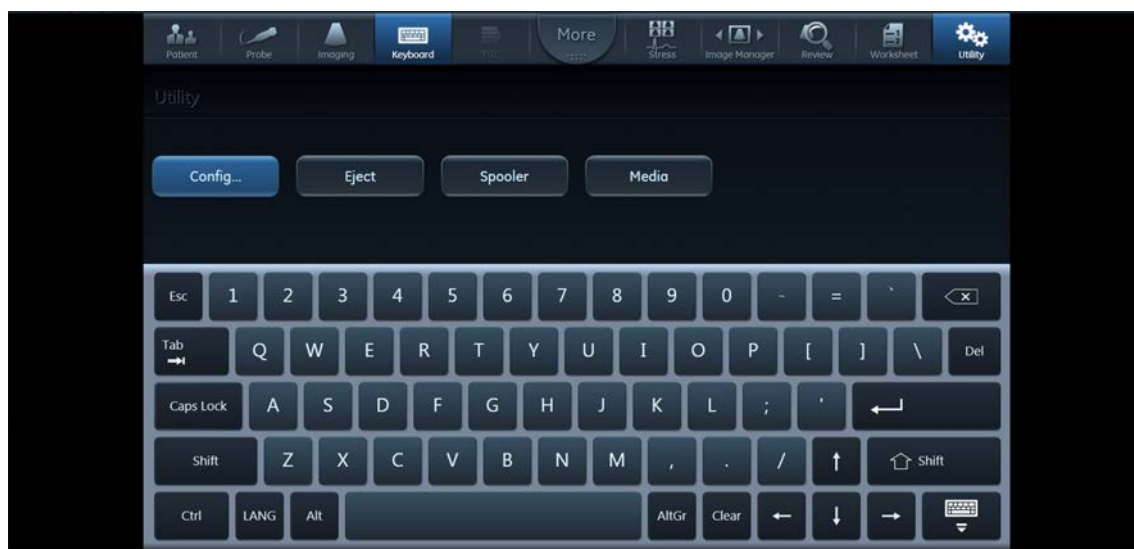 Patient Probe Imaging Keyboard TGC More Stress Image Manager Review Worksheet Utility
Utility
Config... Eject Spooler Media
Esc 1 2 3 4 5 6 7 8 9 0 - = `
Tab Q W E R T Y U I O P [ ] \ Del
Caps Lock A S D F G H J K L ; '
Shift Z X C V B N M , . / Shift
Ctrl LANG Alt AltGr Clear